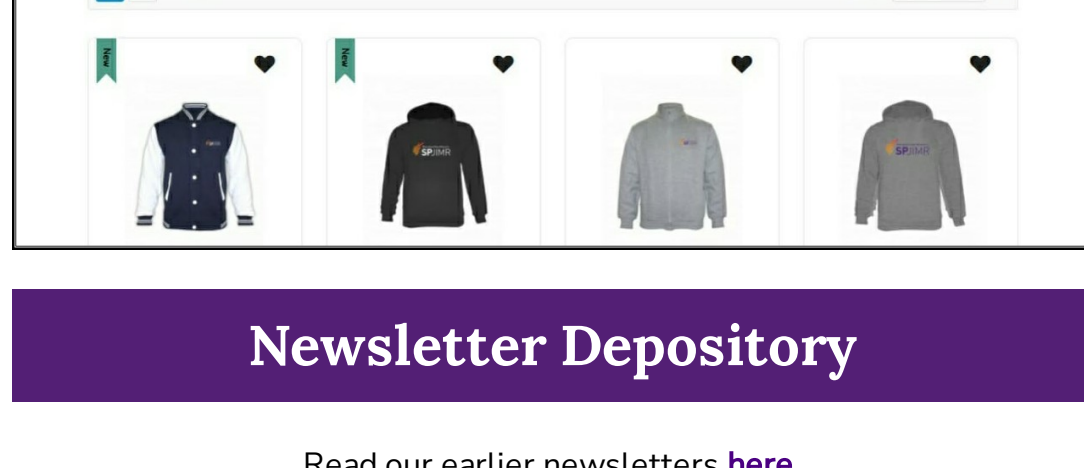 New
New
SPJIMR
SPJIMR
Newsletter Depository
Read our earlier newsletters here